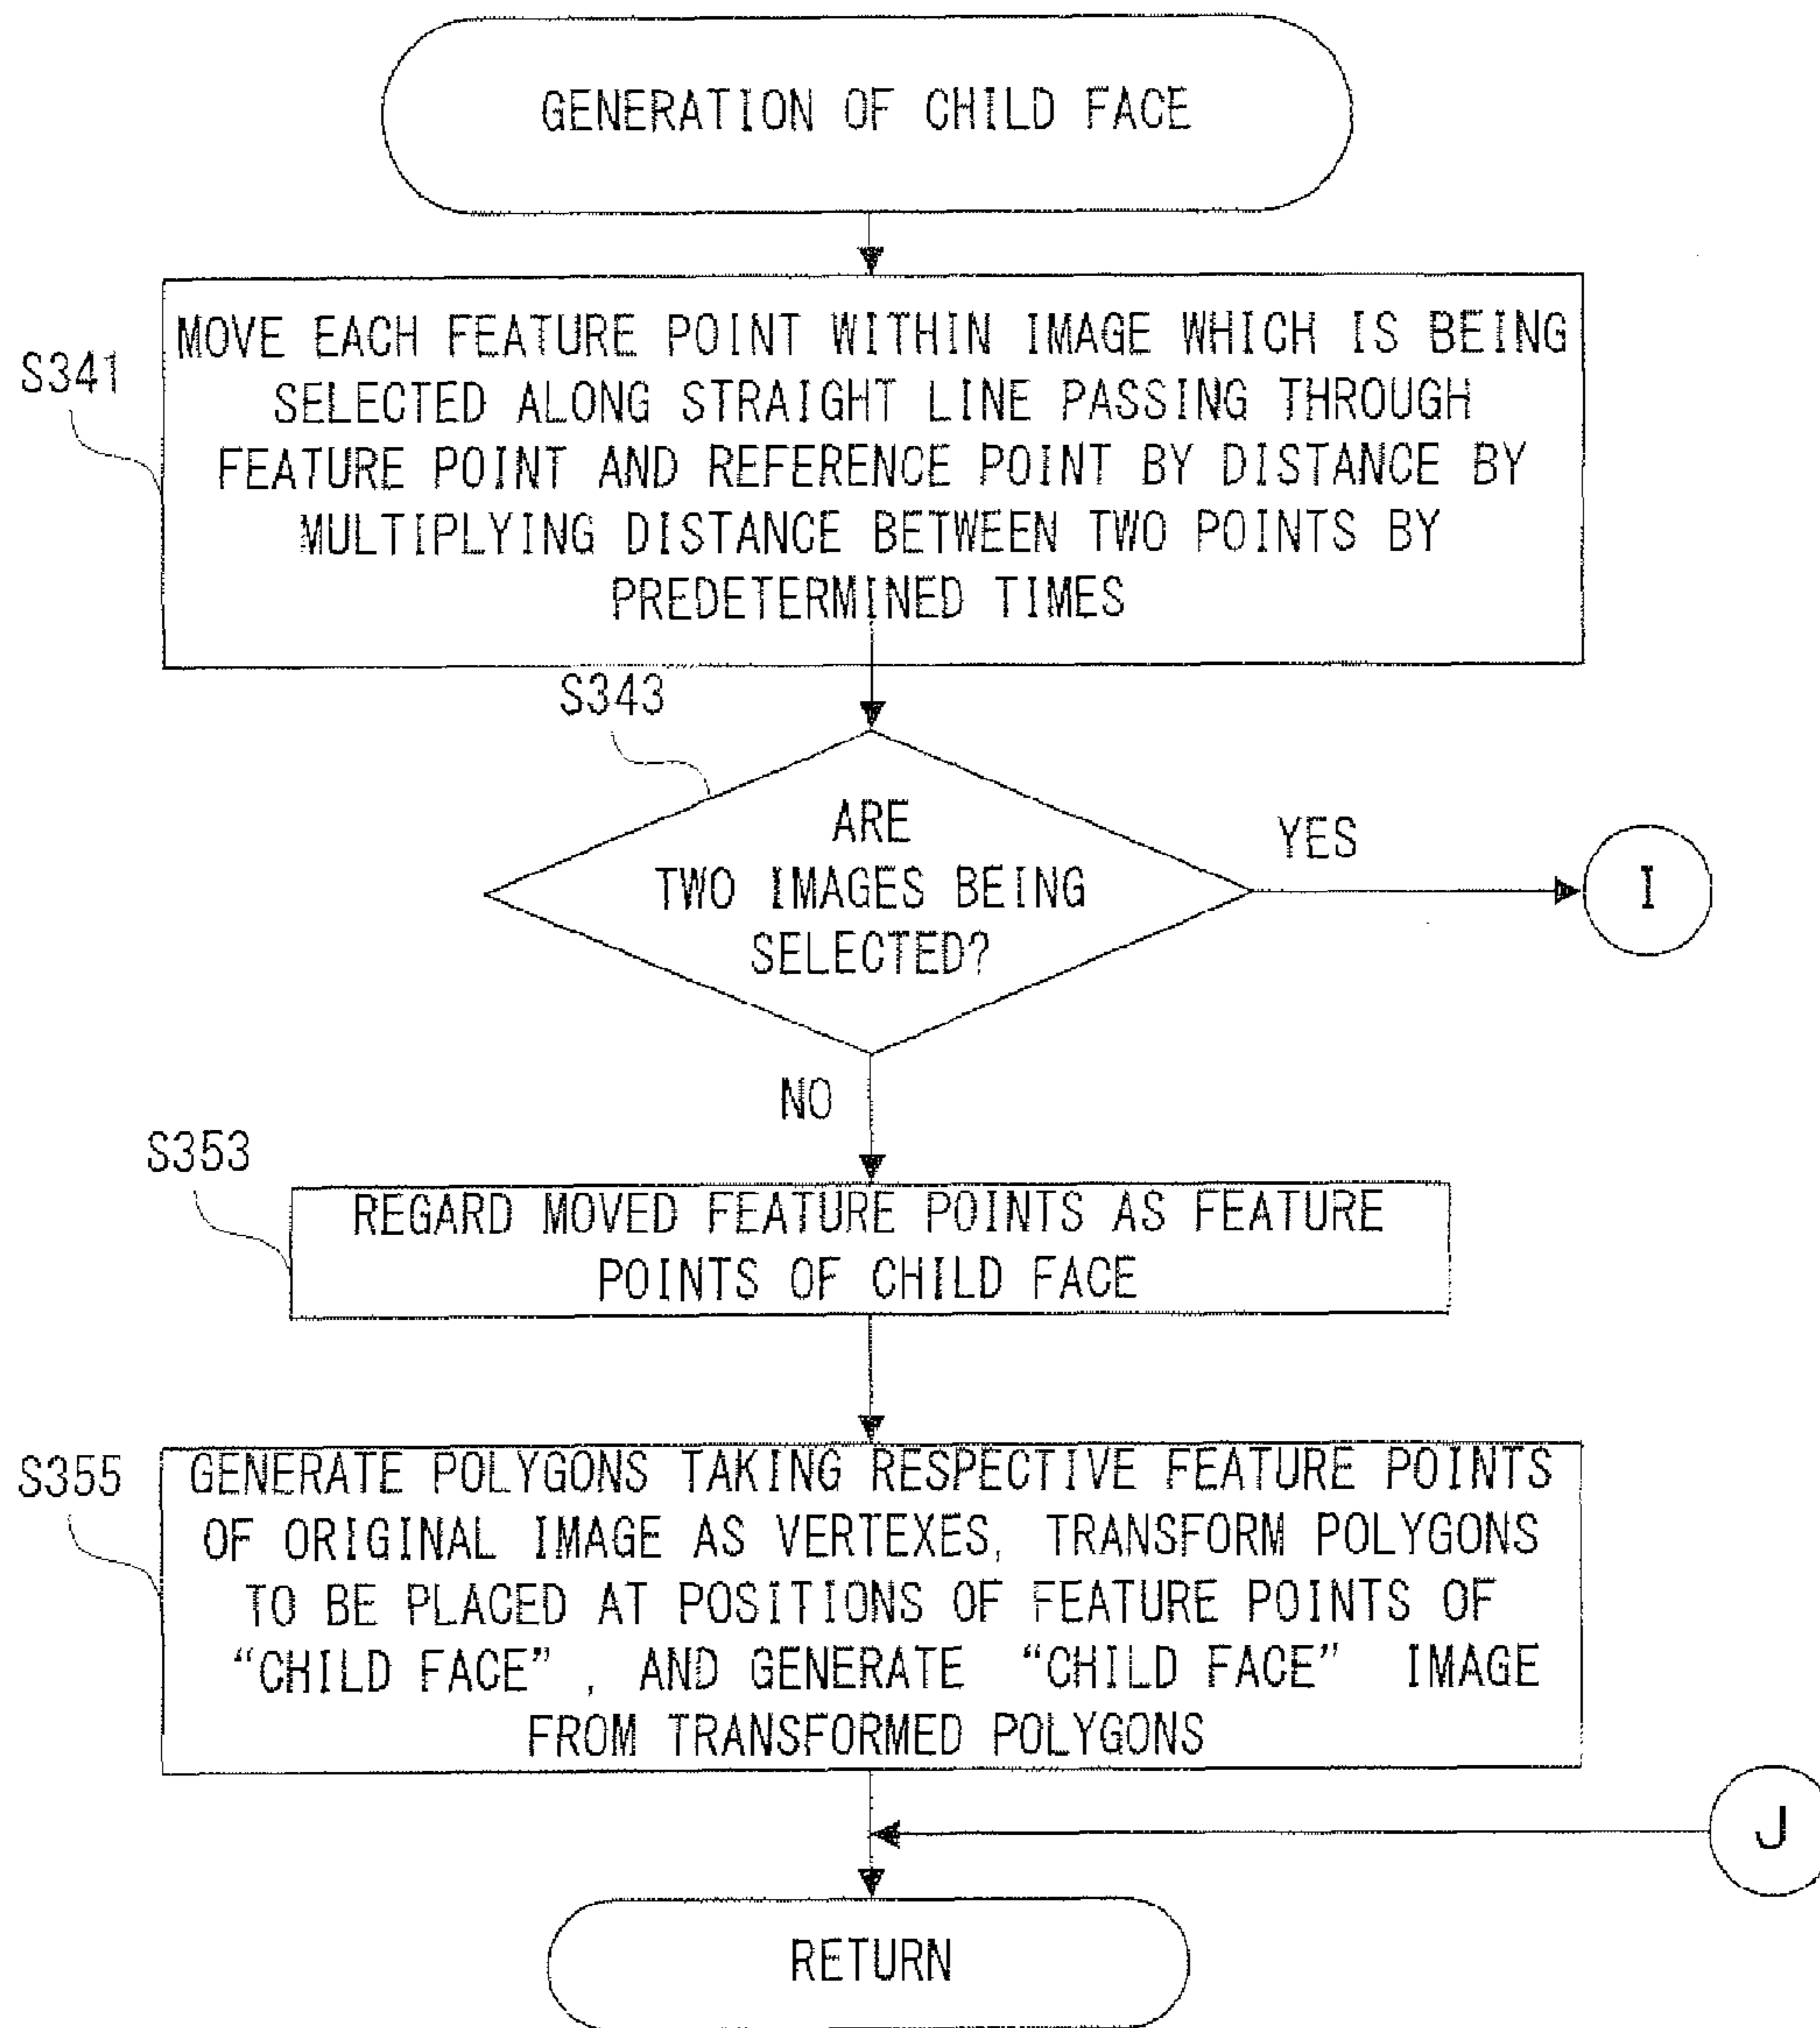 GENERATION OF CHILD FACE
S341
MOVE EACH FEATURE POINT WITHIN IMAGE WHICH IS BEING
SELECTED ALONG STRAIGHT LINE PASSING THROUGH
FEATURE POINT AND REFERENCE POINT BY DISTANCE BY
MULTIPLYING DISTANCE BETWEEN TWO POINTS BY
PREDETERMINED TIMES
S343
ARE
TWO IMAGES BEING
SELECTED?
YES
I
NO
S353
REGARD MOVED FEATURE POINTS AS FEATURE
POINTS OF CHILD FACE
S355
GENERATE POLYGONS TAKING RESPECTIVE FEATURE POINTS
OF ORIGINAL IMAGE AS VERTEXES, TRANSFORM POLYGONS
TO BE PLACED AT POSITIONS OF FEATURE POINTS OF
“CHILD FACE”, AND GENERATE “CHILD FACE” IMAGE
FROM TRANSFORMED POLYGONS
J
RETURN